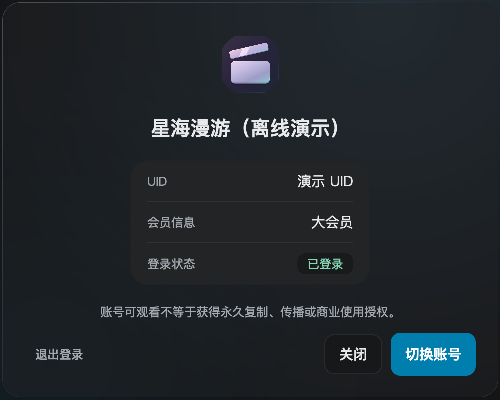 星海漫游（离线演示）
UID 演示 UID
会员信息 大会员
登录状态 已登录
账号可观看不等于获得永久复制、传播或商业使用授权。
退出登录 关闭 切换账号